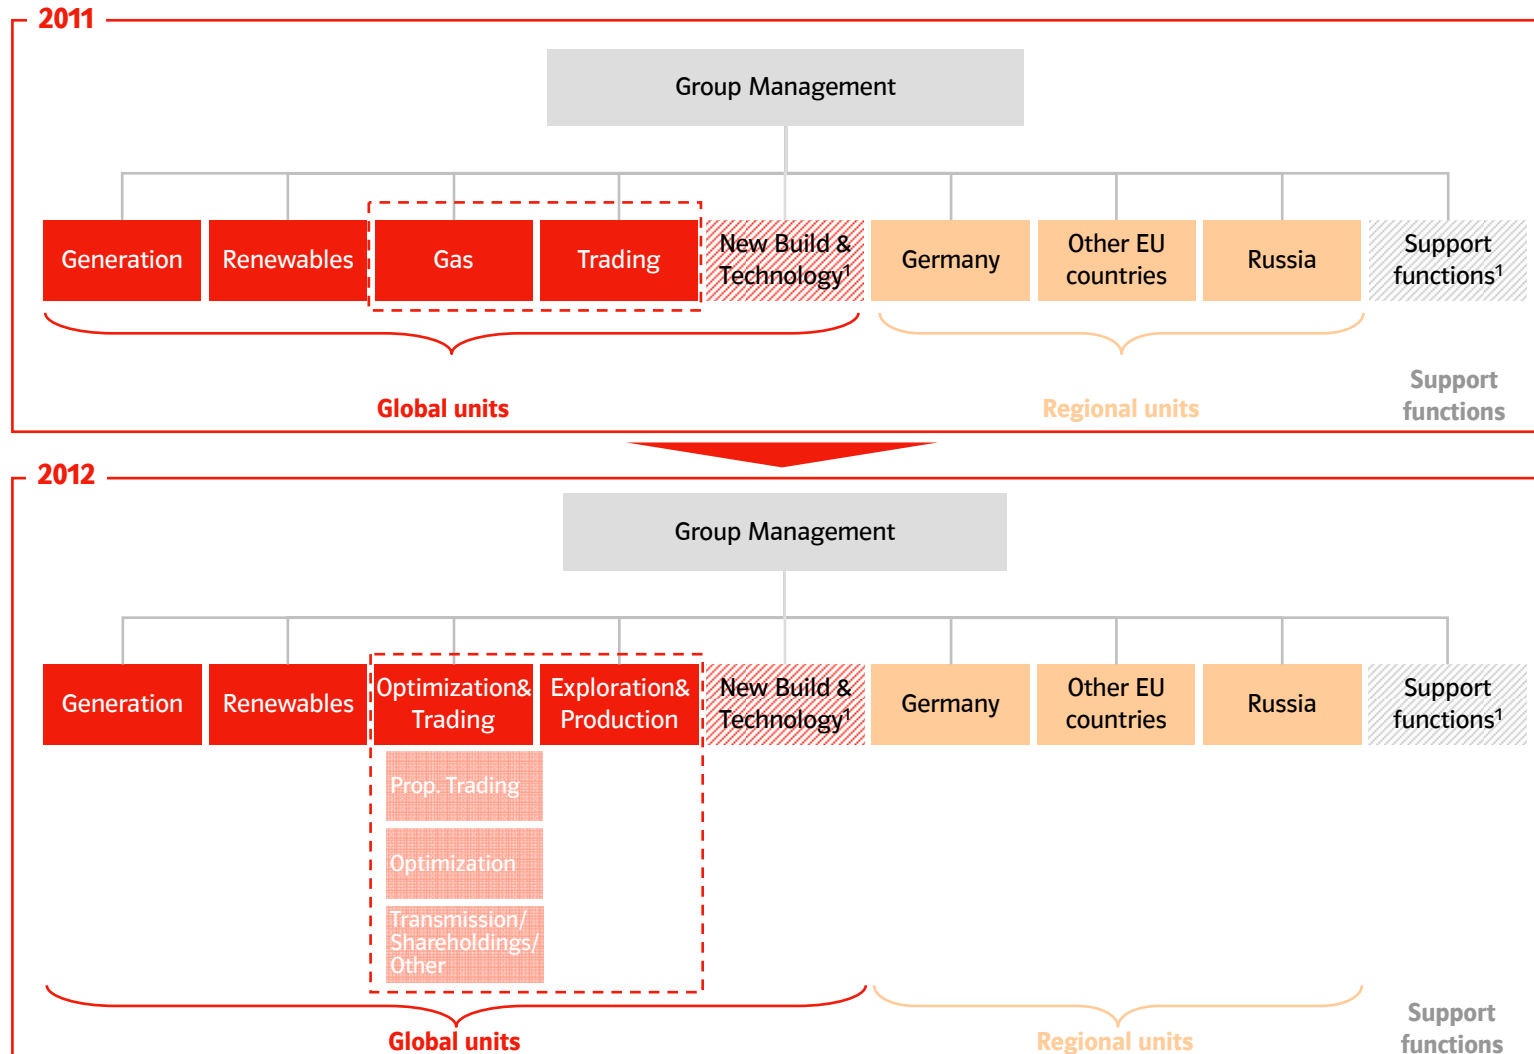 2011
Group Management
Generation
Renewables
Gas
Trading
New Build &
Technology¹
Germany
Other EU
countries
Russia
Support
functions¹
Global units
Regional units
Support
functions
2012
Group Management
Generation
Renewables
Optimization&
Trading
Exploration&
Production
New Build &
Technology¹
Germany
Other EU
countries
Russia
Support
functions¹
Prop. Trading
Optimization
Transmission/
Shareholdings/
Other
Global units
Regional units
Support
functions